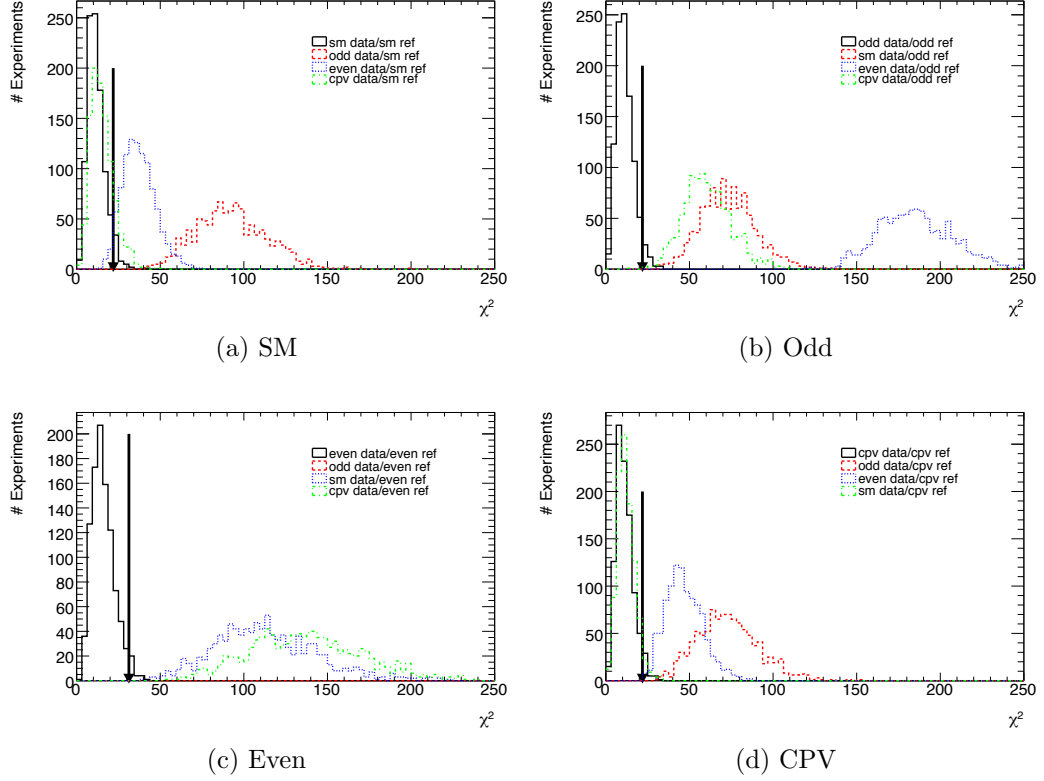 # Experiments
250
200
150
100
50
0
0 50 100 150 200 250
χ²
sm data/sm ref
odd data/sm ref
even data/sm ref
cpv data/sm ref
(a) SM
# Experiments
250
200
150
100
50
0
0 50 100 150 200 250
χ²
odd data/odd ref
sm data/odd ref
even data/odd ref
cpv data/odd ref
(b) Odd
# Experiments
200
180
160
140
120
100
80
60
40
20
0
0 50 100 150 200 250
χ²
even data/even ref
odd data/even ref
sm data/even ref
cpv data/even ref
(c) Even
# Experiments
250
200
150
100
50
0
0 50 100 150 200 250
χ²
cpv data/cpv ref
odd data/cpv ref
even data/cpv ref
sm data/cpv ref
(d) CPV